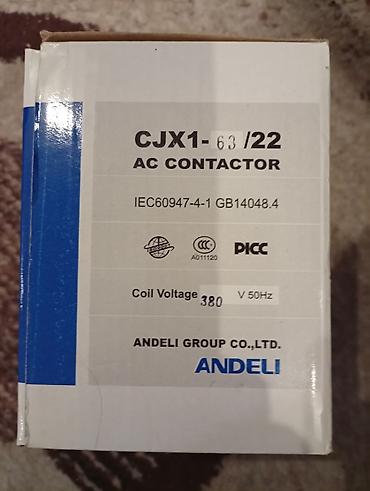 CJX1-63/22
AC CONTACTOR
IEC60947-4-1 GB14048.4
CCC
A011120
PICC
Coil Voltage 380 V 50Hz
ANDELI GROUP CO.,LTD.
ANDELI